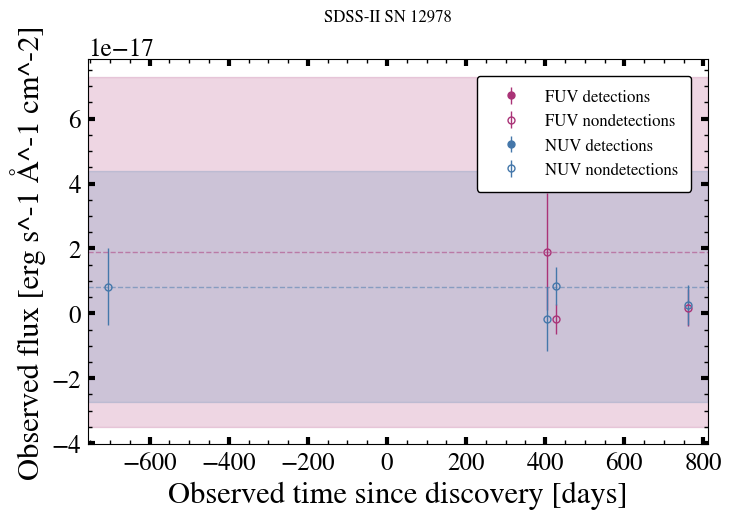 SDSS-II SN 12978
1e−17
Observed flux [erg s^-1 Å^-1 cm^-2]
6
4
2
0
−2
−4
FUV detections
FUV nondetections
NUV detections
NUV nondetections
−600 −400 −200 0 200 400 600 800
Observed time since discovery [days]